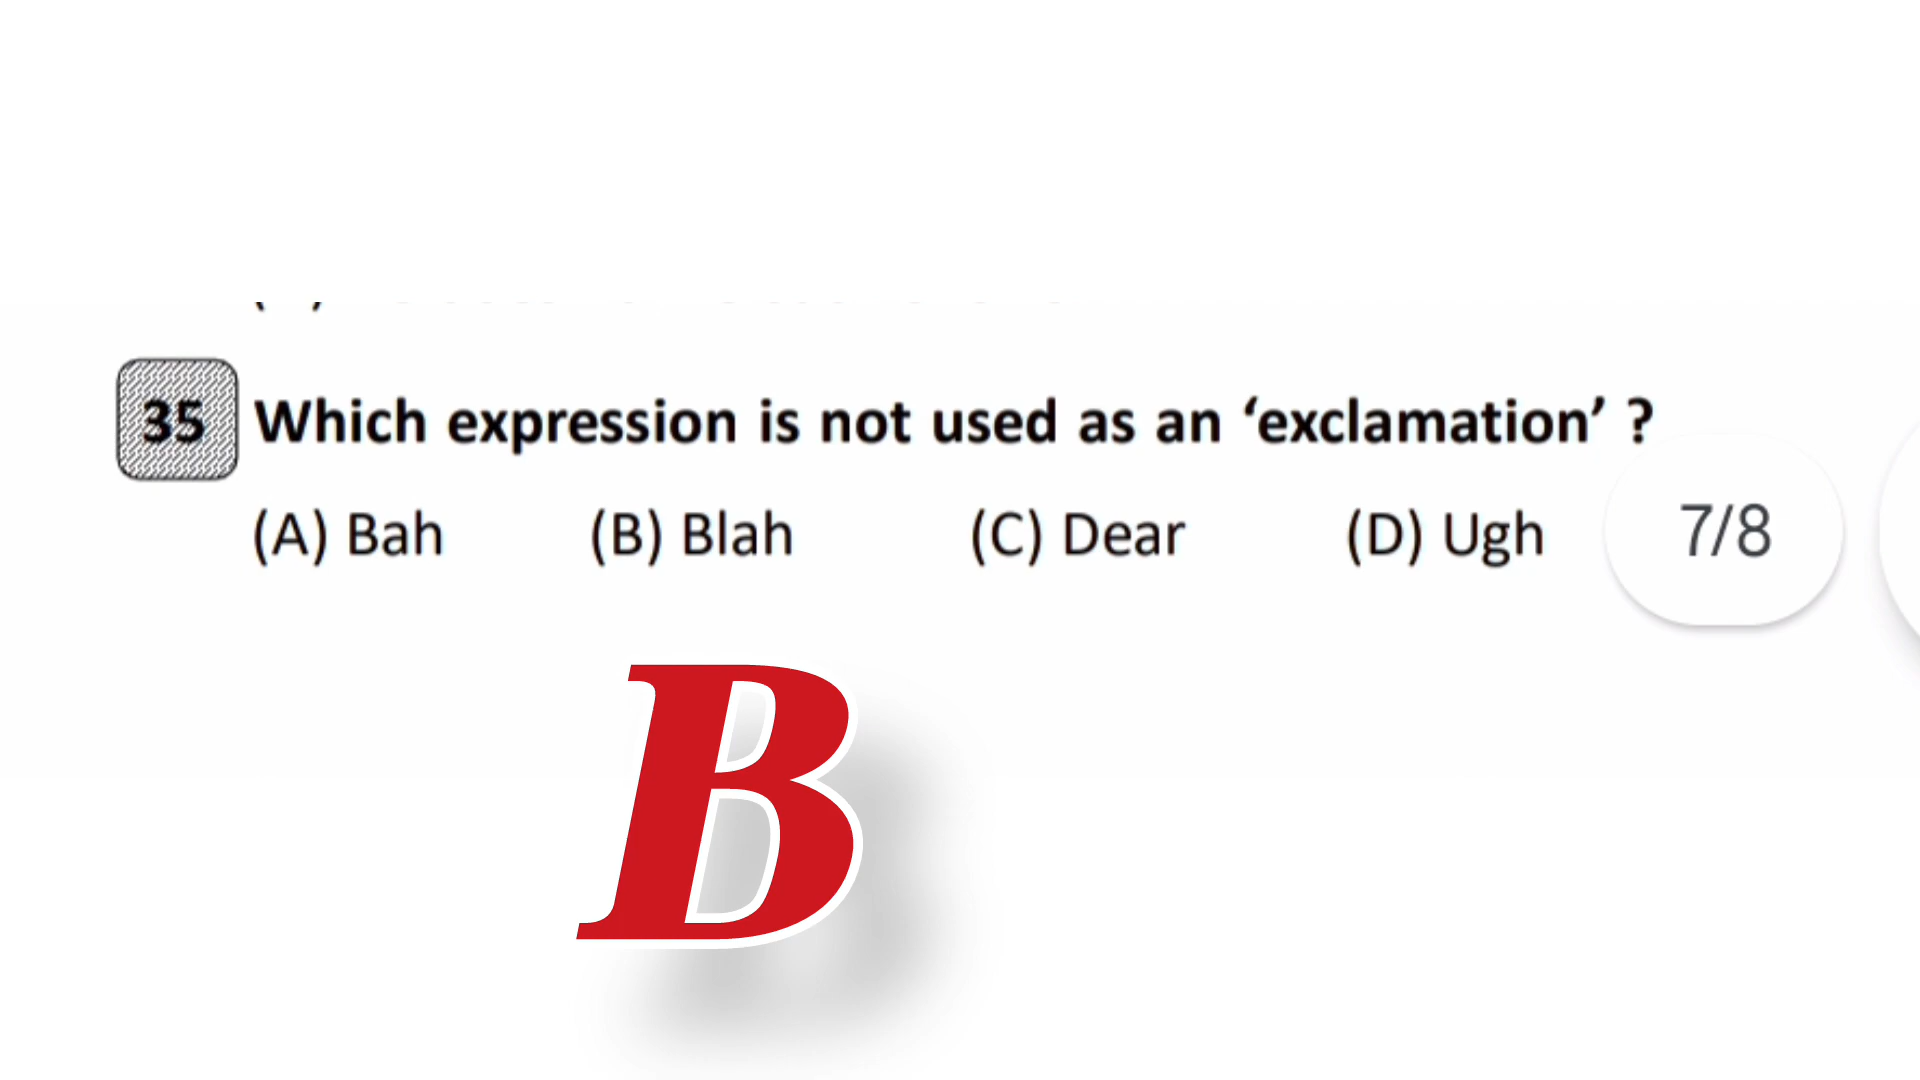 35 Which expression is not used as an ‘exclamation’ ?
(A) Bah (B) Blah (C) Dear (D) Ugh 7/8
B